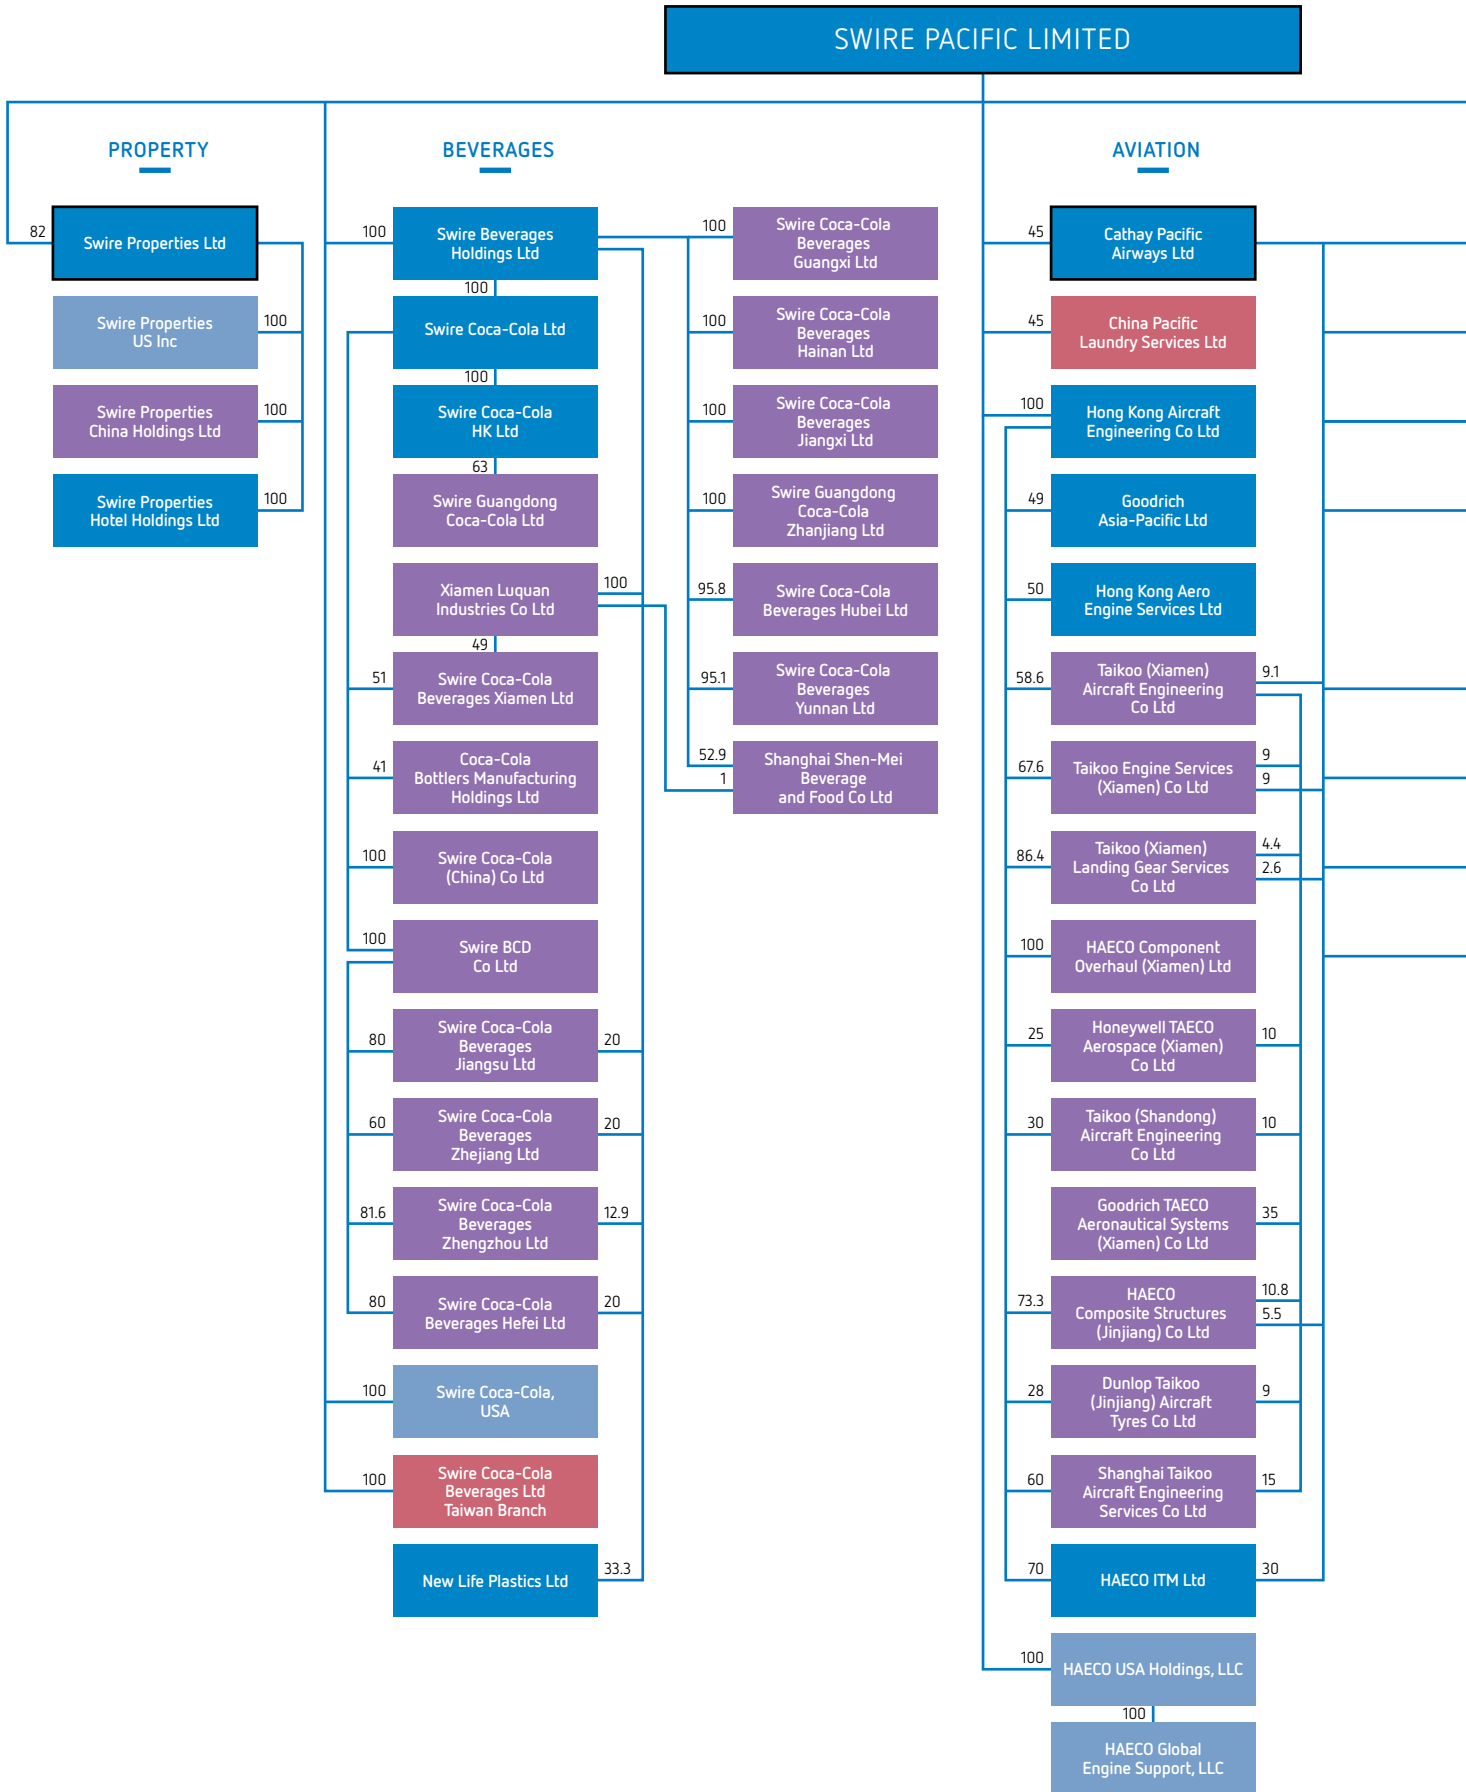 SWIRE PACIFIC LIMITED
PROPERTY
82
Swire Properties Ltd
Swire Properties
US Inc
100
Swire Properties
China Holdings Ltd
100
Swire Properties
Hotel Holdings Ltd
100
BEVERAGES
100
Swire Beverages
Holdings Ltd
100
Swire Coca-Cola Ltd
100
Swire Coca-Cola
HK Ltd
63
Swire Guangdong
Coca-Cola Ltd
Xiamen Luquan
Industries Co Ltd
100
49
51
Swire Coca-Cola
Beverages Xiamen Ltd
41
Coca-Cola
Bottlers Manufacturing
Holdings Ltd
100
Swire Coca-Cola
(China) Co Ltd
100
Swire BCD
Co Ltd
80
Swire Coca-Cola
Beverages
Jiangsu Ltd
20
60
Swire Coca-Cola
Beverages
Zhejiang Ltd
20
81.6
Swire Coca-Cola
Beverages
Zhengzhou Ltd
12.9
80
Swire Coca-Cola
Beverages Hefei Ltd
20
100
Swire Coca-Cola,
USA
100
Swire Coca-Cola
Beverages Ltd
Taiwan Branch
New Life Plastics Ltd
33.3
100
Swire Coca-Cola
Beverages
Guangxi Ltd
100
Swire Coca-Cola
Beverages
Hainan Ltd
100
Swire Coca-Cola
Beverages
Jiangxi Ltd
100
Swire Guangdong
Coca-Cola
Zhanjiang Ltd
95.8
Swire Coca-Cola
Beverages Hubei Ltd
95.1
Swire Coca-Cola
Beverages
Yunnan Ltd
52.9
1
Shanghai Shen-Mei
Beverage
and Food Co Ltd
AVIATION
45
Cathay Pacific
Airways Ltd
45
China Pacific
Laundry Services Ltd
100
Hong Kong Aircraft
Engineering Co Ltd
49
Goodrich
Asia-Pacific Ltd
50
Hong Kong Aero
Engine Services Ltd
58.6
Taikoo (Xiamen)
Aircraft Engineering
Co Ltd
9.1
67.6
Taikoo Engine Services
(Xiamen) Co Ltd
9
9
86.4
Taikoo (Xiamen)
Landing Gear Services
Co Ltd
4.4
2.6
100
HAECO Component
Overhaul (Xiamen) Ltd
25
Honeywell TAECO
Aerospace (Xiamen)
Co Ltd
10
30
Taikoo (Shandong)
Aircraft Engineering
Co Ltd
10
Goodrich TAECO
Aeronautical Systems
(Xiamen) Co Ltd
35
73.3
HAECO
Composite Structures
(Jinjiang) Co Ltd
10.8
5.5
28
Dunlop Taikoo
(Jinjiang) Aircraft
Tyres Co Ltd
9
60
Shanghai Taikoo
Aircraft Engineering
Services Co Ltd
15
70
HAECO ITM Ltd
30
100
HAECO USA Holdings, LLC
100
HAECO Global
Engine Support, LLC